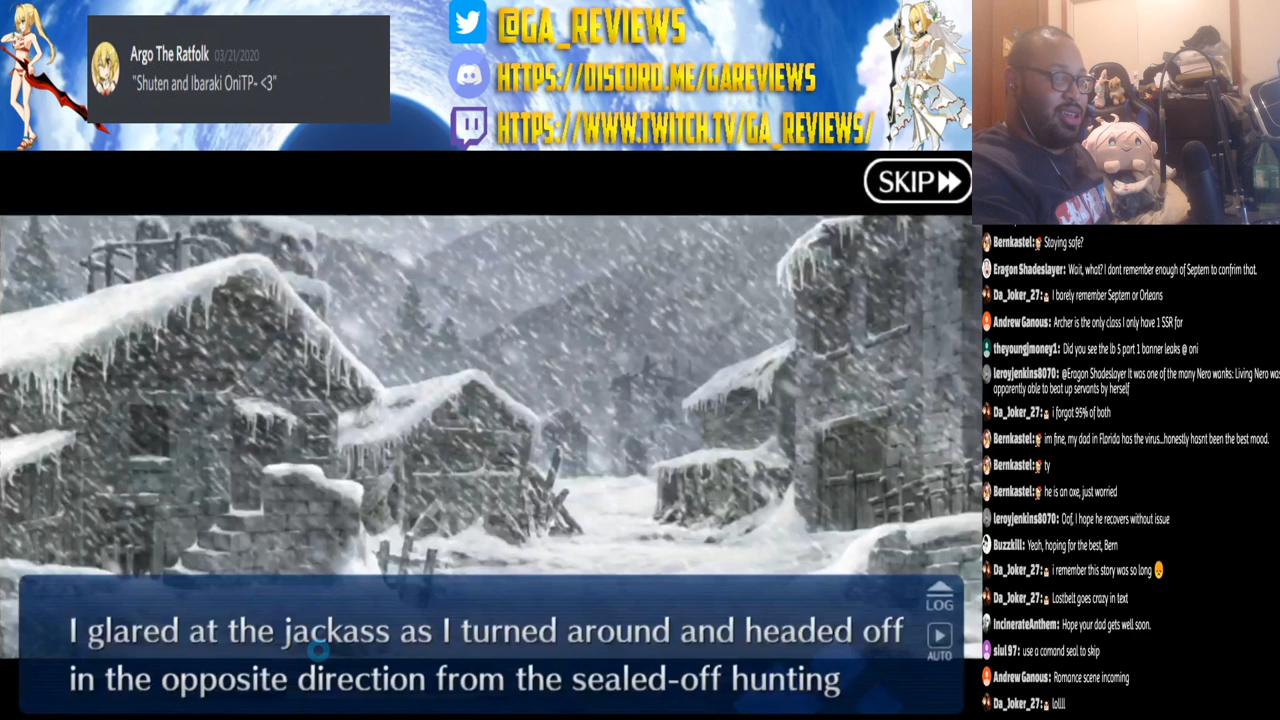 Argo The Ratfolk 03/21/2020
"Shuten and Ibaraki OniTP~ <3"
@GA_REVIEWS
HTTPS://DISCORD.ME/GAREVIEWS
HTTPS://WWW.TWITCH.TV/GA_REVIEWS/
SKIP
Bernkastel: Staying safe?
Eragon Shadeslayer: Wait, what? I dont remember enough of Septem to confrim that.
Da_Joker_27: I barely remember Septem or Orleans
Andrew Ganous: Archer is the only class I only have 1 SSR for
theyoungjmoney1: Did you see the lb 5 part 1 banner leaks @ oni
leroyjenkins8070: @Eragon Shadeslayer It was one of the many Nero wanks: Living Nero was
apparently able to beat up servants by herself
Da_Joker_27: i forgot 95% of both
Bernkastel: im fine, my dad in Florida has the virus...honestly hasnt been the best mood.
Bernkastel: ty
Bernkastel: he is an oxe, just worried
leroyjenkins8070: Oof, I hope he recovers without issue
Buzzkill: Yeah, hoping for the best, Bern
Da_Joker_27: i remember this story was so long
Da_Joker_27: Lostbelt goes crazy in text
IncinerateAnthem: Hope your dad gets well soon.
siul97: use a comand seal to skip
Andrew Ganous: Romance scene incoming
Da_Joker_27: lollll
I glared at the jackass as I turned around and headed off
in the opposite direction from the sealed-off hunting
LOG
AUTO